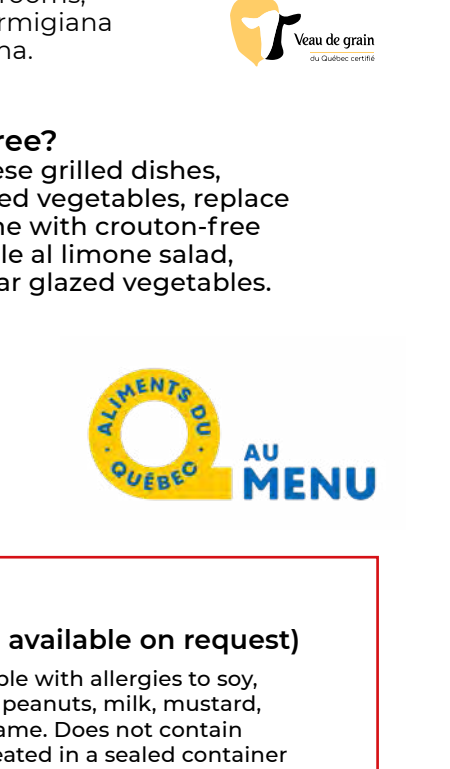 rmigiana
na.
Veau de grain
du Québec certifié
ree?
ese grilled dishes,
ed vegetables, replace
ne with crouton-free
le al limone salad,
ar glazed vegetables.
ALIMENTS DU
QUÉBEC
AU
MENU
available on request)
ple with allergies to soy,
peanuts, milk, mustard,
ame. Does not contain
eated in a sealed container